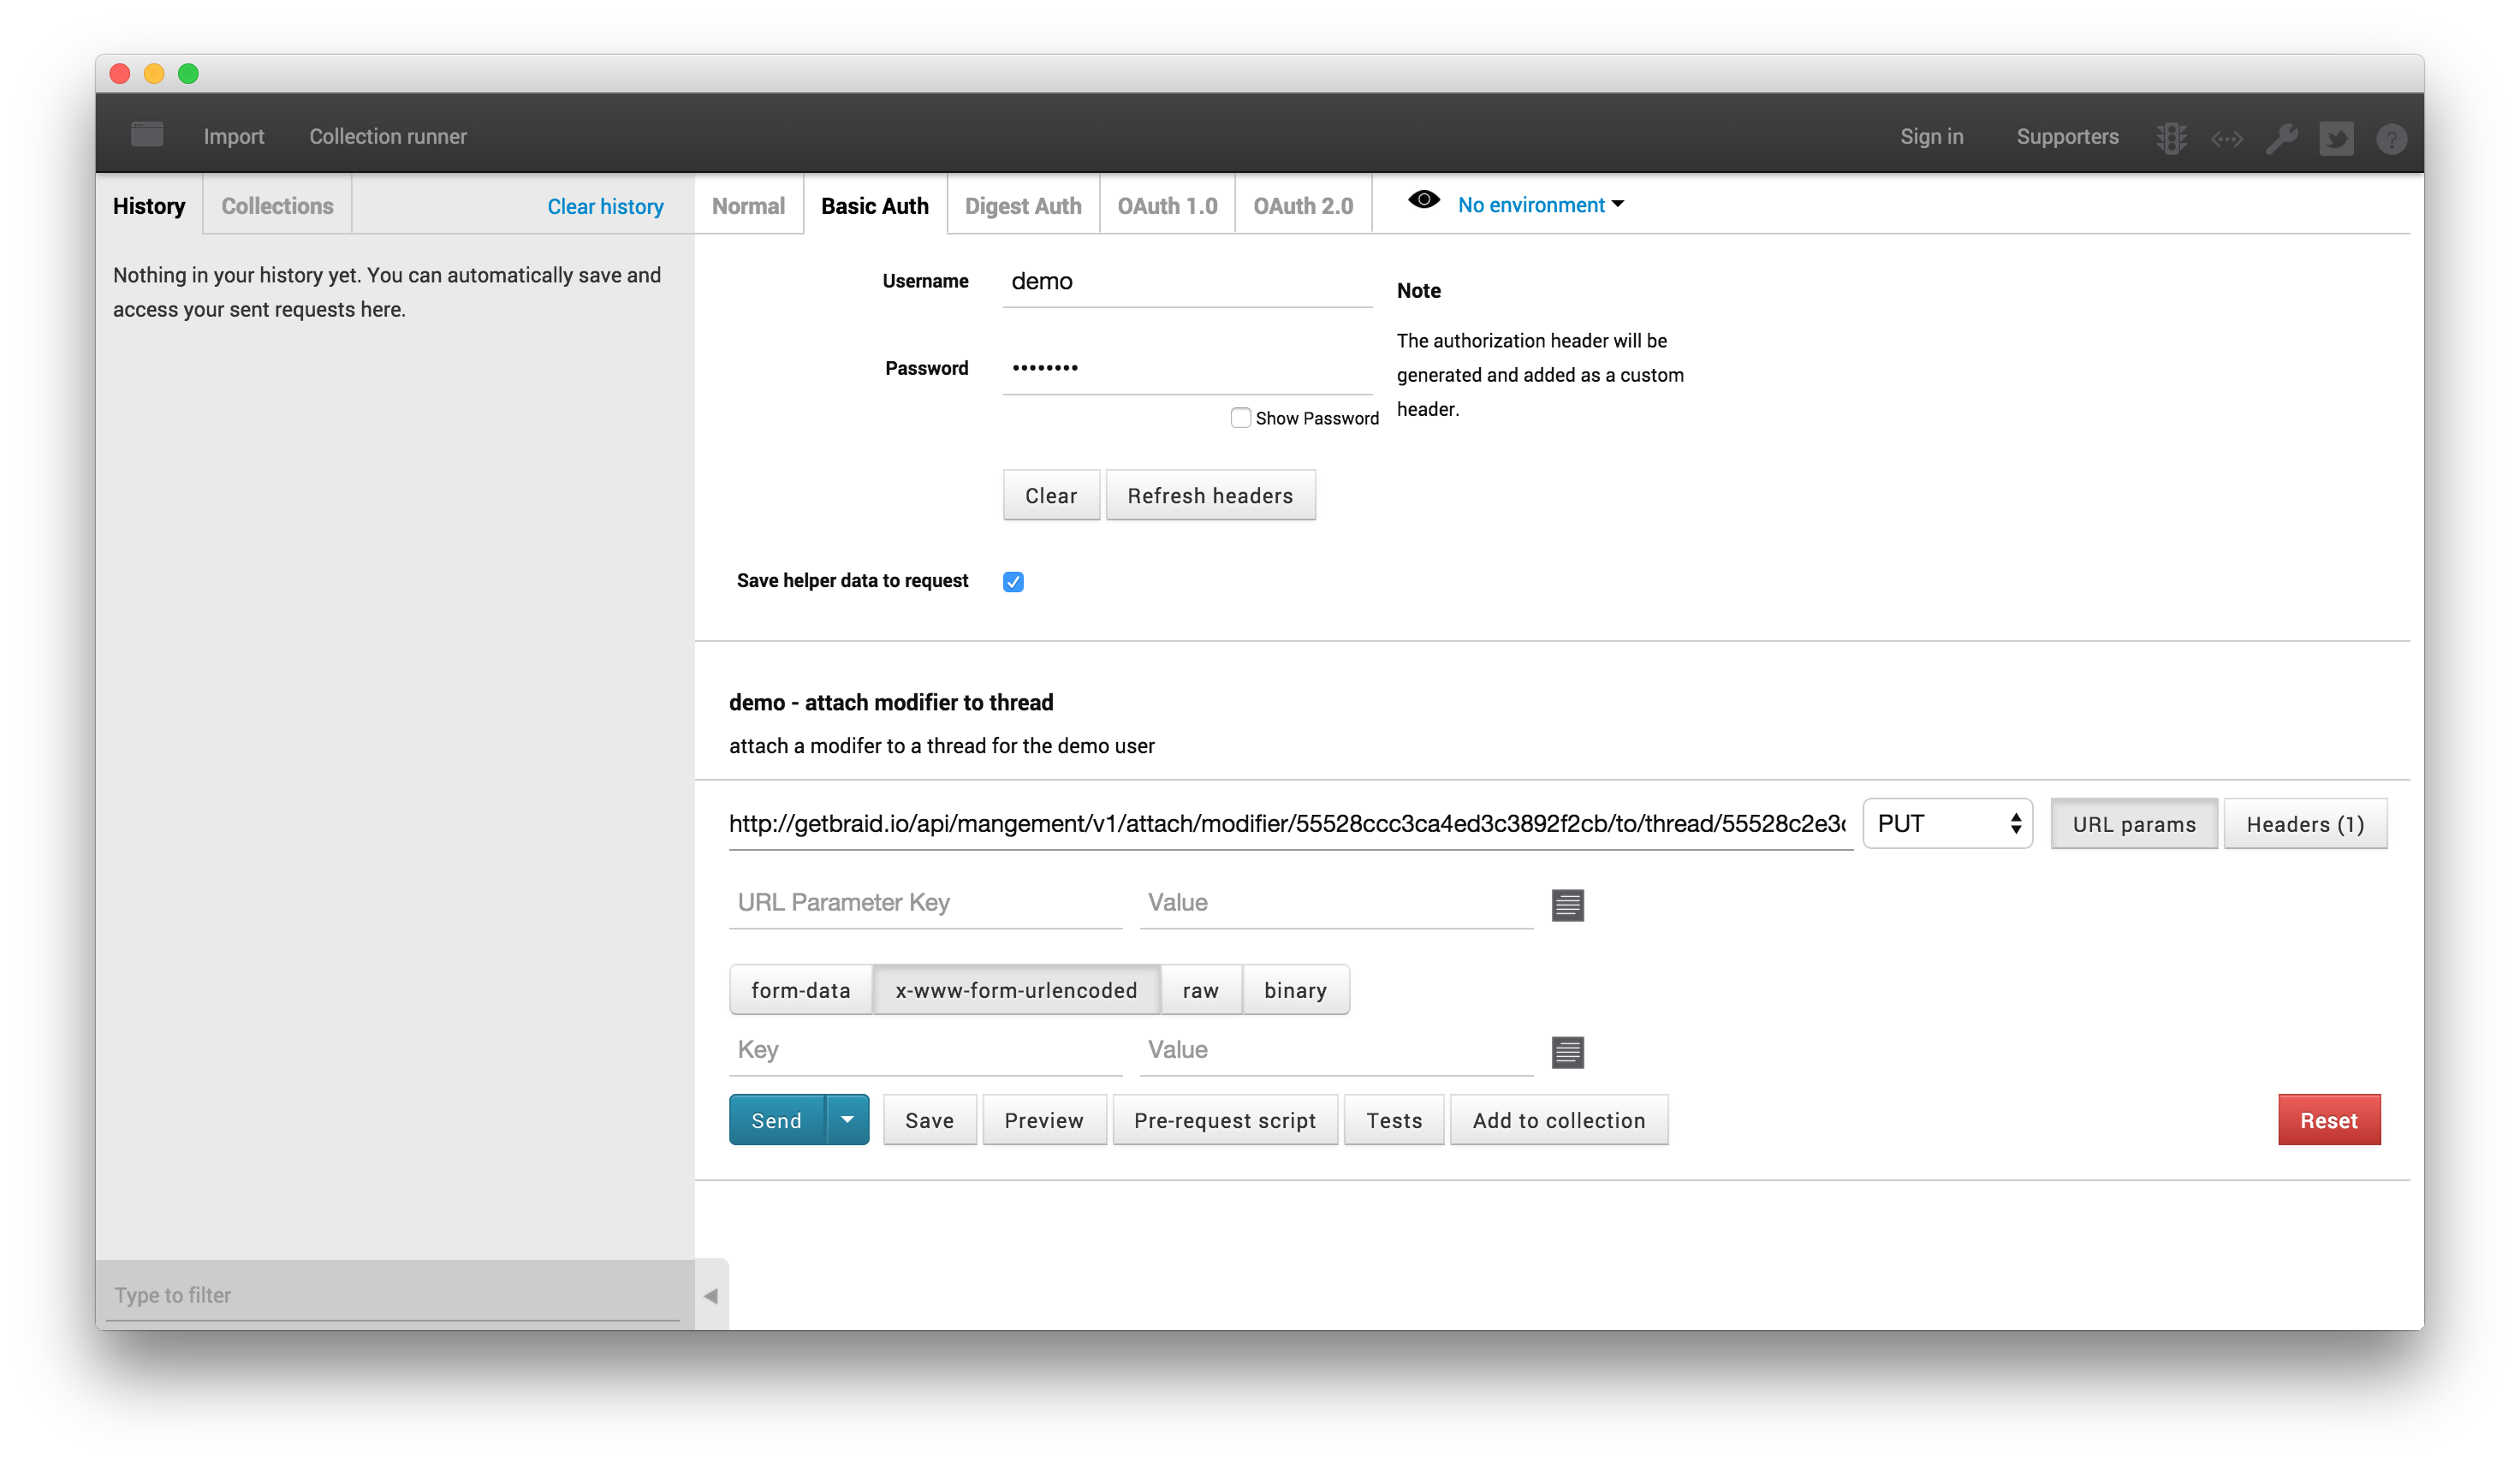 Import Collection runner Sign in Supporters
History Collections Clear history
Nothing in your history yet. You can automatically save and
access your sent requests here.
Type to filter
Normal Basic Auth Digest Auth OAuth 1.0 OAuth 2.0 No environment
Username demo
Password ••••••••
Show Password
Note
The authorization header will be
generated and added as a custom
header.
Clear Refresh headers
Save helper data to request
demo - attach modifier to thread
attach a modifer to a thread for the demo user
http://getbraid.io/api/mangement/v1/attach/modifier/55528ccc3ca4ed3c3892f2cb/to/thread/55528c2e3c PUT URL params Headers (1)
URL Parameter Key Value
form-data x-www-form-urlencoded raw binary
Key Value
Send Save Preview Pre-request script Tests Add to collection Reset